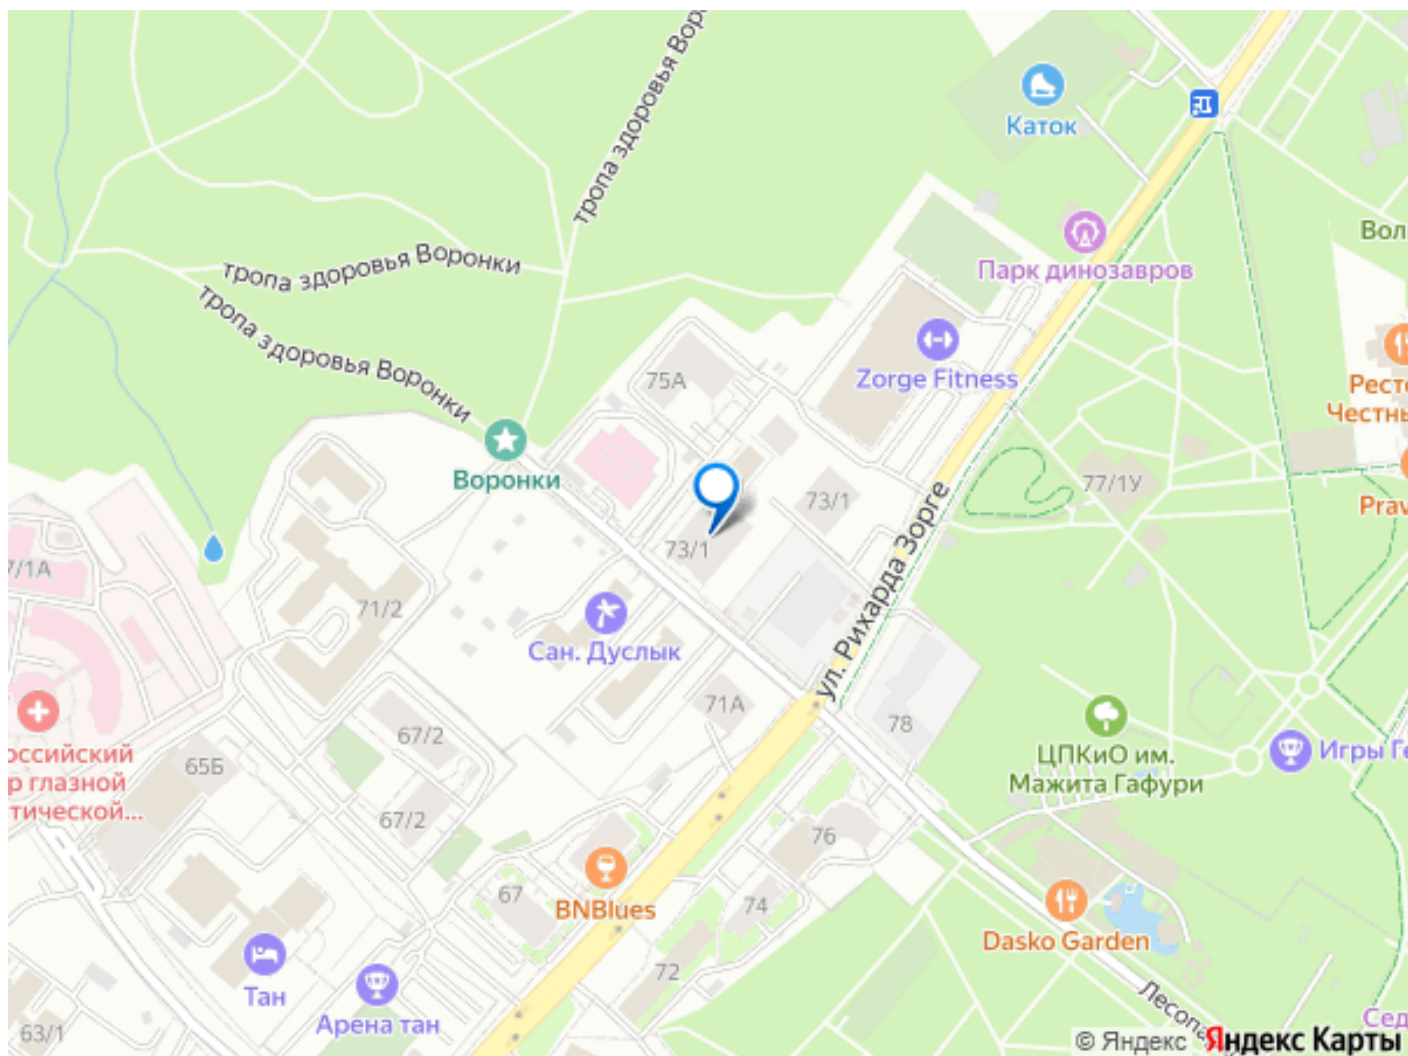 тропа здоровья Воронки
Каток
Вол
Парк динозавров
тропа здоровья Воронки
тропа здоровья Воронки
75А
Zorge Fitness
Ресто
Честнь
Воронки
77/1У
73/1
Prav
ул. Рихарда Зорге
73/1
7/1А
71/2
Сан. Дуслык
71А
78
67/2
оссийский
р глазной
тической...
65Б
ЦПКиО им.
Мажита Гафури
Игры Ге
67/2
76
67
BNBlues
74
Dasko Garden
72
Тан
Арена тан
Лесопа
63/1
Сед
© Яндекс Яндекс Карты